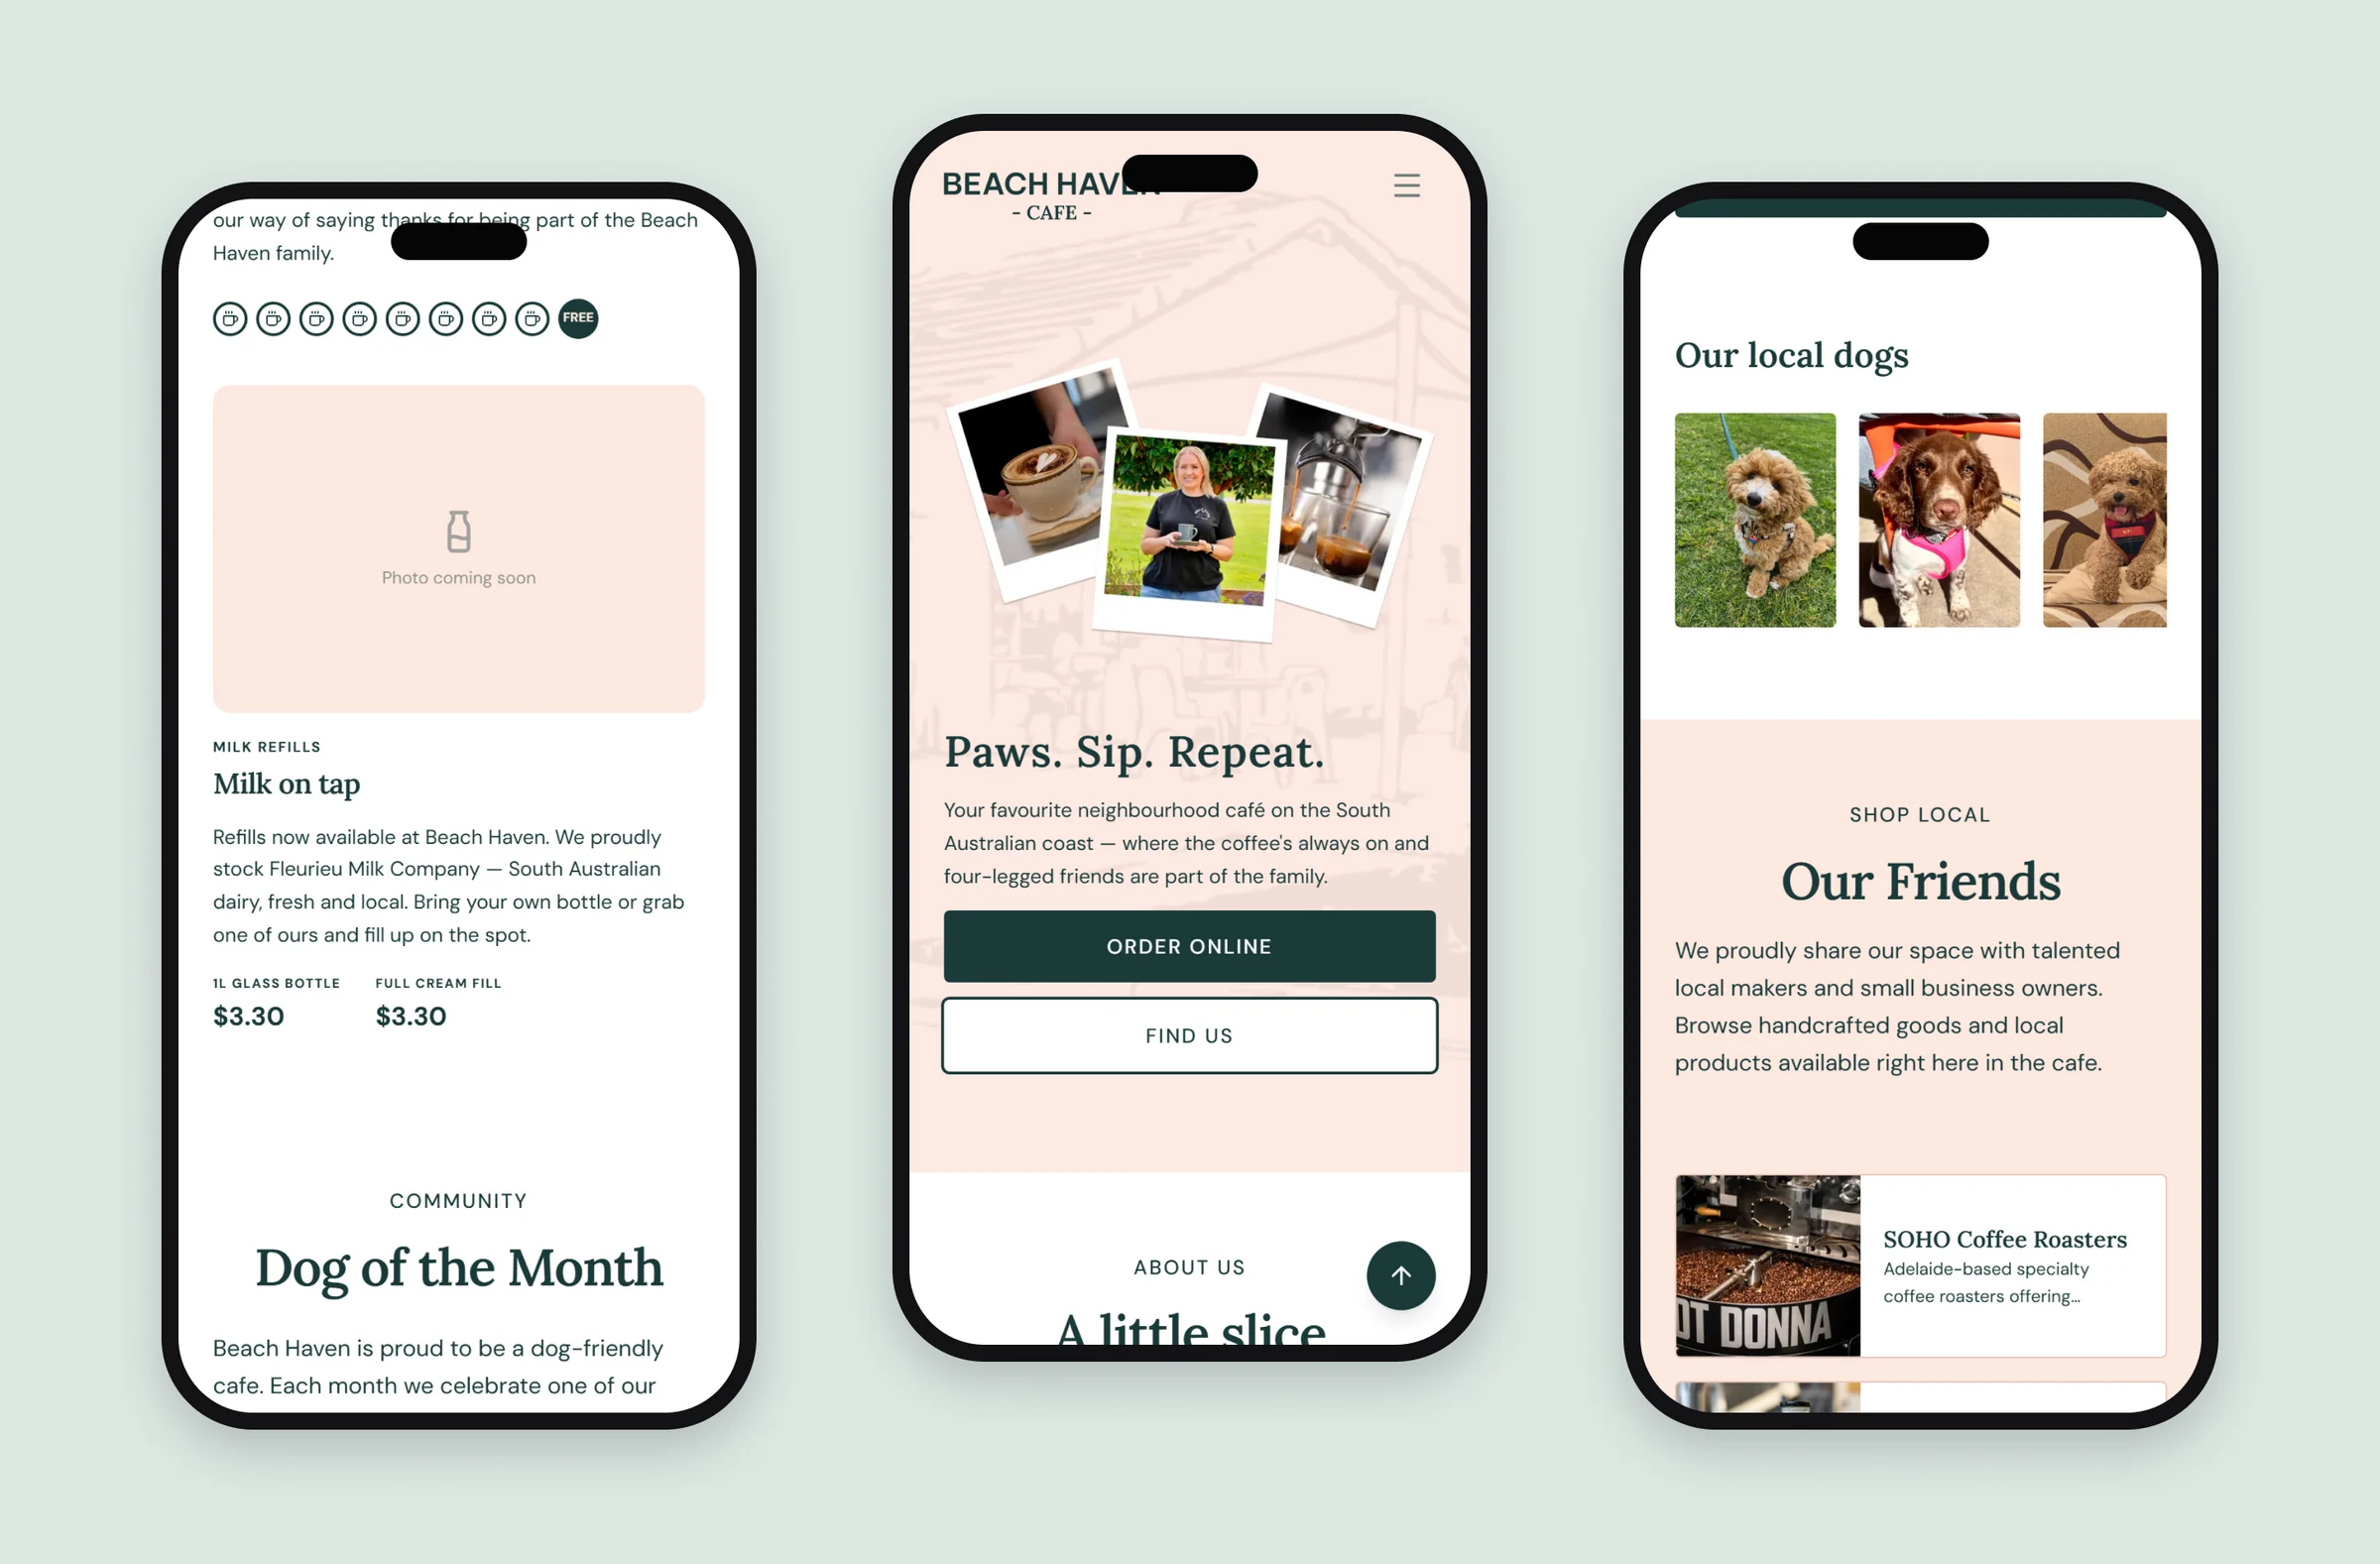 our way of saying thanks for being part of the Beach
Haven family.
FREE
Photo coming soon
MILK REFILLS
Milk on tap
Refills now available at Beach Haven. We proudly
stock Fleurieu Milk Company — South Australian
dairy, fresh and local. Bring your own bottle or grab
one of ours and fill up on the spot.
1L GLASS BOTTLE
$3.30
FULL CREAM FILL
$3.30
COMMUNITY
Dog of the Month
Beach Haven is proud to be a dog-friendly
cafe. Each month we celebrate one of our
BEACH HAVEN
- CAFE -
Paws. Sip. Repeat.
Your favourite neighbourhood café on the South
Australian coast — where the coffee's always on and
four-legged friends are part of the family.
ORDER ONLINE
FIND US
ABOUT US
A little slice
Our local dogs
SHOP LOCAL
Our Friends
We proudly share our space with talented
local makers and small business owners.
Browse handcrafted goods and local
products available right here in the cafe.
OT DONNA
SOHO Coffee Roasters
Adelaide-based specialty
coffee roasters offering...